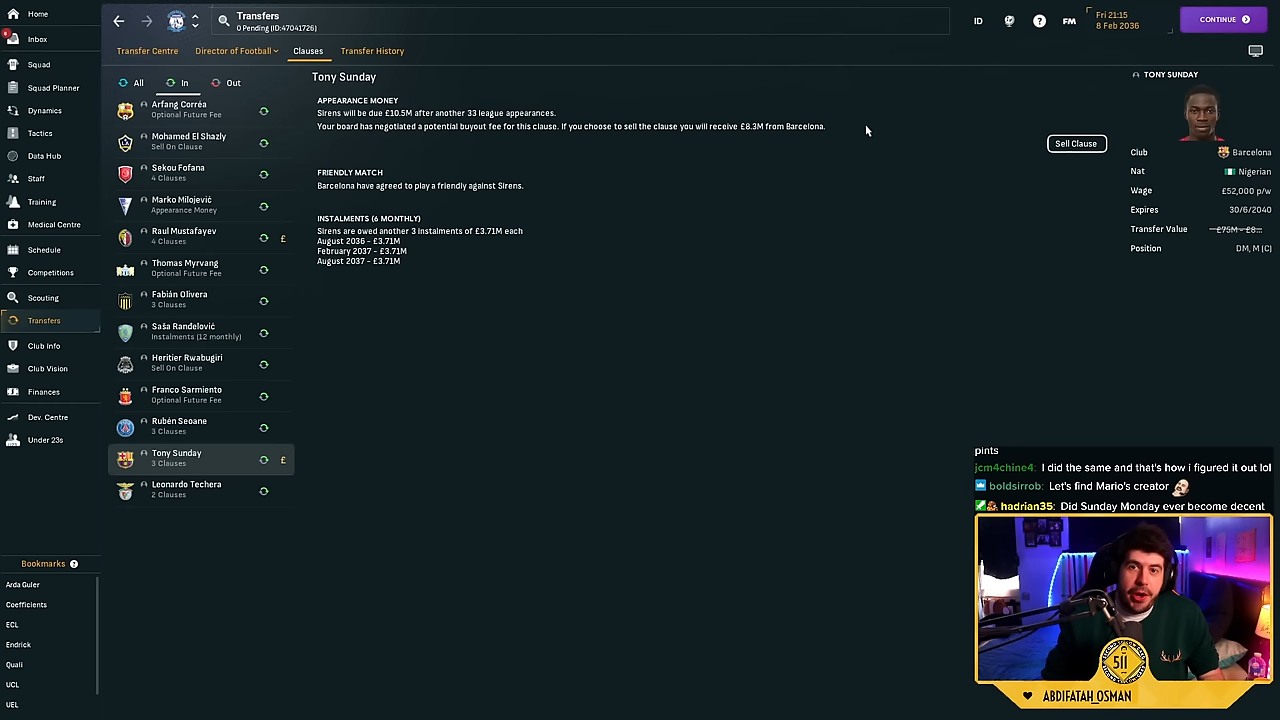 Home
Inbox
6
Squad
Squad Planner
Dynamics
Tactics
Data Hub
Staff
Training
Medical Centre
Schedule
Competitions
Scouting
Transfers
Club Info
Club Vision
Finances
Dev. Centre
Under 23s
Bookmarks ?
Arda Guler
Coefficients
ECL
Endrick
Quali
UCL
UEL
Transfers
0 Pending (ID:47041726)
ID
?
FM
Fri 21:15
8 Feb 2036
CONTINUE
Transfer Centre
Director of Football
Clauses
Transfer History
All
In
Out
Arfang Corréa
Optional Future Fee
Mohamed El Shazly
Sell On Clause
Sekou Fofana
4 Clauses
Marko Milojević
Appearance Money
Raul Mustafayev
4 Clauses
£
Thomas Myrvang
Optional Future Fee
Fabián Olivera
3 Clauses
Saša Ranđelović
Instalments (12 monthly)
Heritier Rwabugiri
Sell On Clause
Franco Sarmiento
Optional Future Fee
Rubén Seoane
3 Clauses
Tony Sunday
3 Clauses
£
Leonardo Techera
2 Clauses
Tony Sunday
APPEARANCE MONEY
Sirens will be due £10.5M after another 33 league appearances.
Your board has negotiated a potential buyout fee for this clause. If you choose to sell the clause you will receive £8.3M from Barcelona.
Sell Clause
FRIENDLY MATCH
Barcelona have agreed to play a friendly against Sirens.
INSTALMENTS (6 MONTHLY)
Sirens are owed another 3 instalments of £3.71M each
August 2036 - £3.71M
February 2037 - £3.71M
August 2037 - £3.71M
TONY SUNDAY
Club Barcelona
Nat Nigerian
Wage £52,000 p/w
Expires 30/6/2040
Transfer Value £75M - £8...
Position DM, M (C)
pints
jcm4chine4: I did the same and that's how i figured it out lol
boldsirrob: Let's find Mario's creator
hadrian35: Did Sunday Monday ever become decent
511
ABDIFATAH_OSMAN